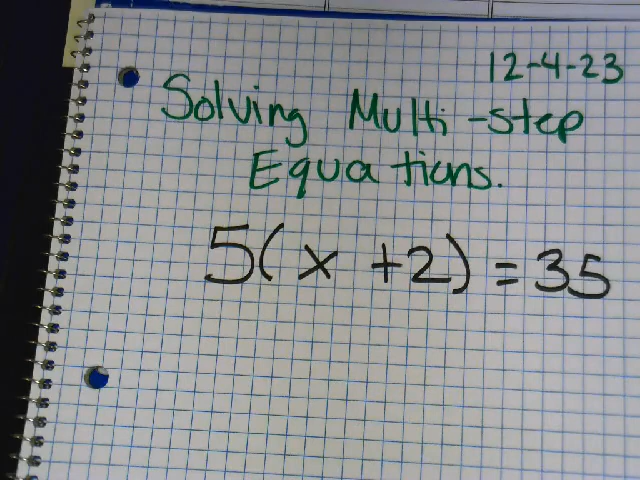 12-4-23
Solving Multi-step
Equations.
5(x +2) = 35